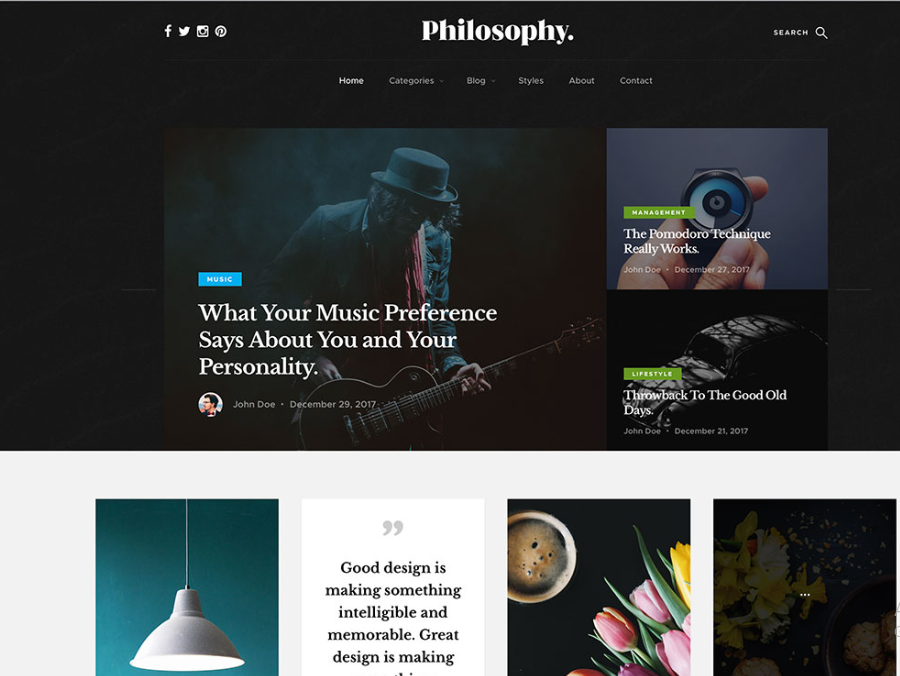 Philosophy.
SEARCH
Home Categories Blog Styles About Contact
MUSIC
What Your Music Preference
Says About You and Your
Personality.
John Doe • December 29, 2017
MANAGEMENT
The Pomodoro Technique
Really Works.
John Doe • December 27, 2017
LIFESTYLE
Throwback To The Good Old
Days.
John Doe • December 21, 2017
”
Good design is
making something
intelligible and
memorable. Great
design is making
...